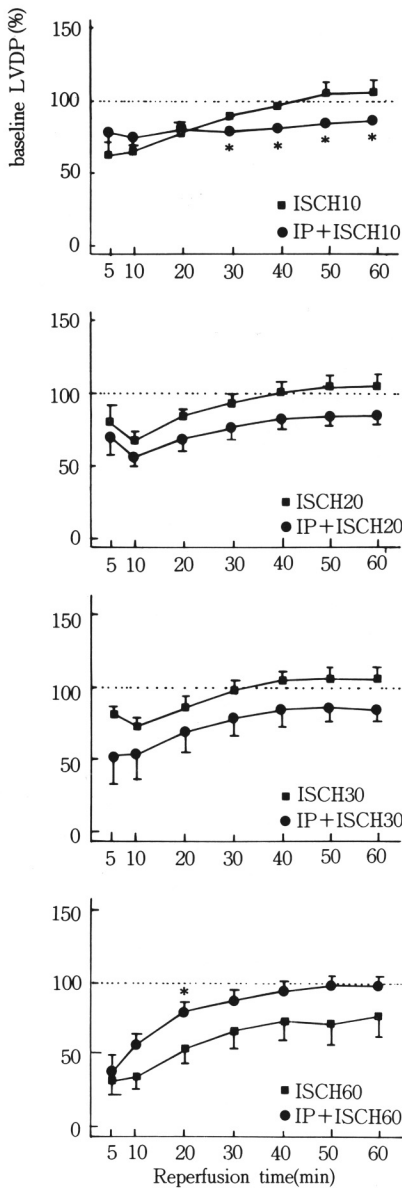 baseline LVDP (%)
150
100
50
0
* * * *
ISCH10
IP+ISCH10
5 10 20 30 40 50 60
150
100
50
0
ISCH20
IP+ISCH20
5 10 20 30 40 50 60
150
100
50
0
ISCH30
IP+ISCH30
5 10 20 30 40 50 60
150
100
50
0
*
ISCH60
IP+ISCH60
5 10 20 30 40 50 60
Reperfusion time(min)